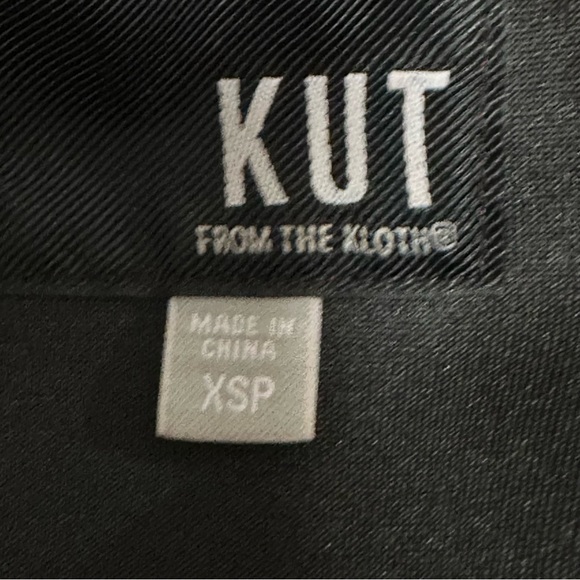 KUT
FROM THE KLOTH®
MADE IN
CHINA
XSP